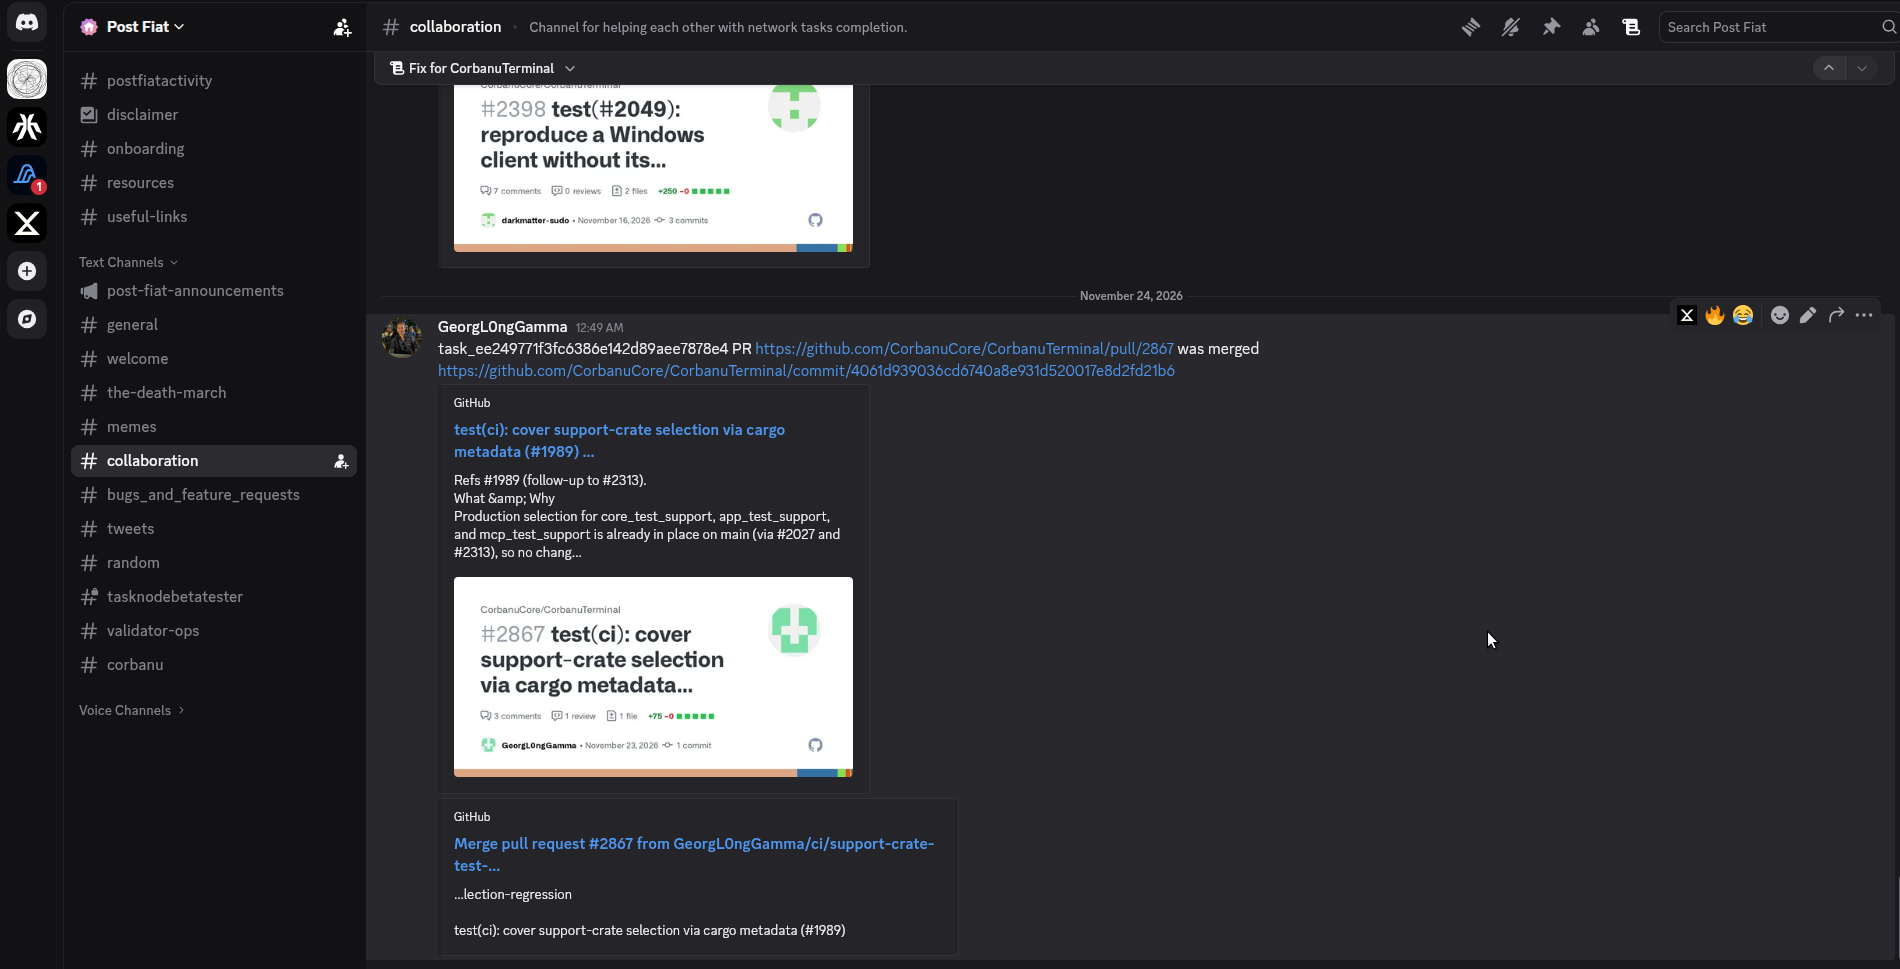 Post Fiat
collaboration
Channel for helping each other with network tasks completion.
Search Post Fiat
1
postfiatactivity
disclaimer
onboarding
resources
useful-links
Text Channels
post-fiat-announcements
general
welcome
the-death-march
memes
collaboration
bugs_and_feature_requests
tweets
random
tasknodebetatester
validator-ops
corbanu
Voice Channels
Fix for CorbanuTerminal
CorbanuCore/CorbanuTerminal
#2398 test(#2049):
reproduce a Windows
client without its...
7 comments 0 reviews 2 files +250 -0
darkmatter-sudo • November 16, 2026 3 commits
November 24, 2026
GeorgL0ngGamma 12:49 AM
task_ee249771f3fc6386e142d89aee7878e4 PR https://github.com/CorbanuCore/CorbanuTerminal/pull/2867 was merged
https://github.com/CorbanuCore/CorbanuTerminal/commit/4061d939036cd6740a8e931d520017e8d2fd21b6
GitHub
test(ci): cover support-crate selection via cargo
metadata (#1989) ...
Refs #1989 (follow-up to #2313).
What &amp; Why
Production selection for core_test_support, app_test_support,
and mcp_test_support is already in place on main (via #2027 and
#2313), so no chang...
CorbanuCore/CorbanuTerminal
#2867 test(ci): cover
support-crate selection
via cargo metadata...
3 comments 1 review 1 file +75 -0
GeorgL0ngGamma • November 23, 2026 1 commit
GitHub
Merge pull request #2867 from GeorgL0ngGamma/ci/support-crate-
test-...
...lection-regression
test(ci): cover support-crate selection via cargo metadata (#1989)